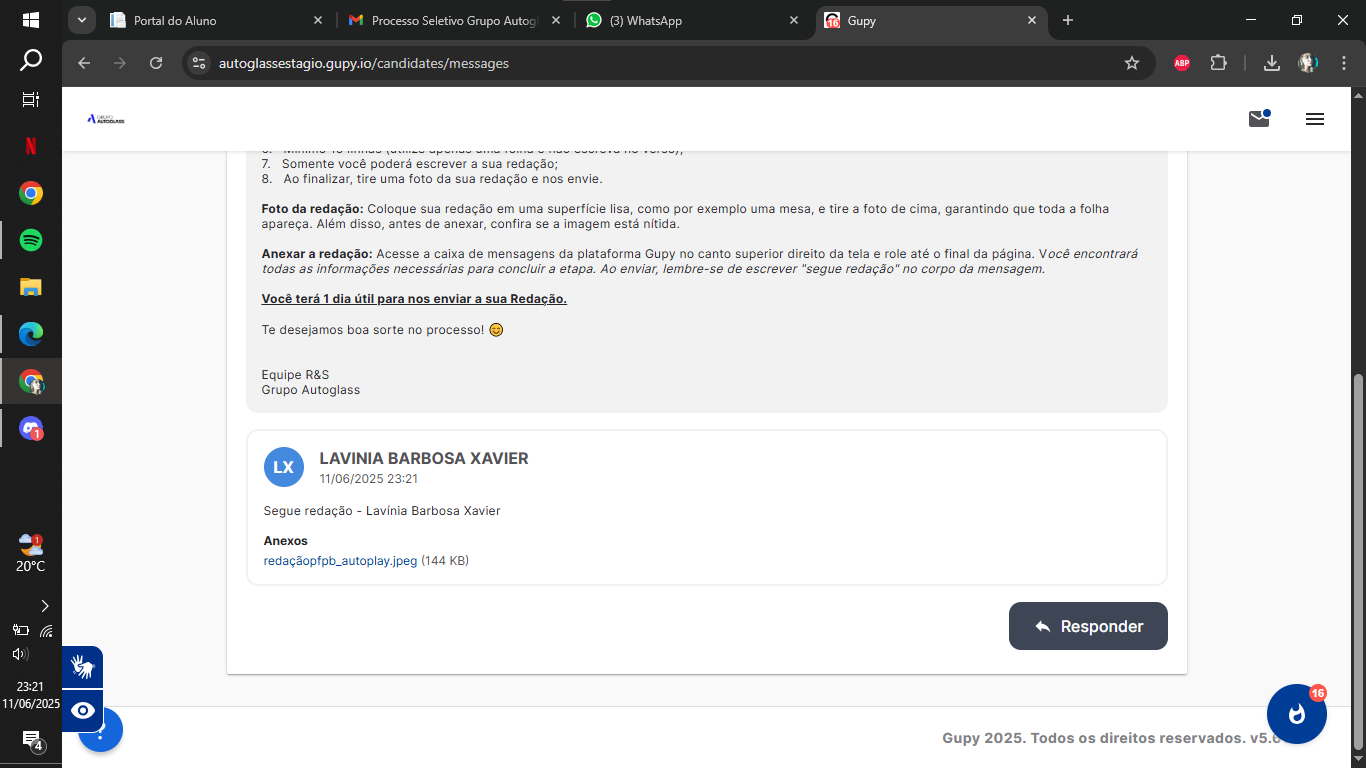 Portal do Aluno
Processo Seletivo Grupo Autogl
(3) WhatsApp
Gupy
autoglassestagio.gupy.io/candidates/messages
ABP
GRUPO
AUTOGLASS
7. Somente você poderá escrever a sua redação;
8. Ao finalizar, tire uma foto da sua redação e nos envie.
Foto da redação: Coloque sua redação em uma superfície lisa, como por exemplo uma mesa, e tire a foto de cima, garantindo que toda a folha
apareça. Além disso, antes de anexar, confira se a imagem está nítida.
Anexar a redação: Acesse a caixa de mensagens da plataforma Gupy no canto superior direito da tela e role até o final da página. Você encontrará
todas as informações necessárias para concluir a etapa. Ao enviar, lembre-se de escrever "segue redação" no corpo da mensagem.
Você terá 1 dia útil para nos enviar a sua Redação.
Te desejamos boa sorte no processo! 😊
Equipe R&S
Grupo Autoglass
LX
LAVINIA BARBOSA XAVIER
11/06/2025 23:21
Segue redação - Lavínia Barbosa Xavier
Anexos
redaçãopfpb_autoplay.jpeg (144 KB)
Responder
16
Gupy 2025. Todos os direitos reservados. v5.6
N
1
1
20°C
23:21
11/06/2025
4
?